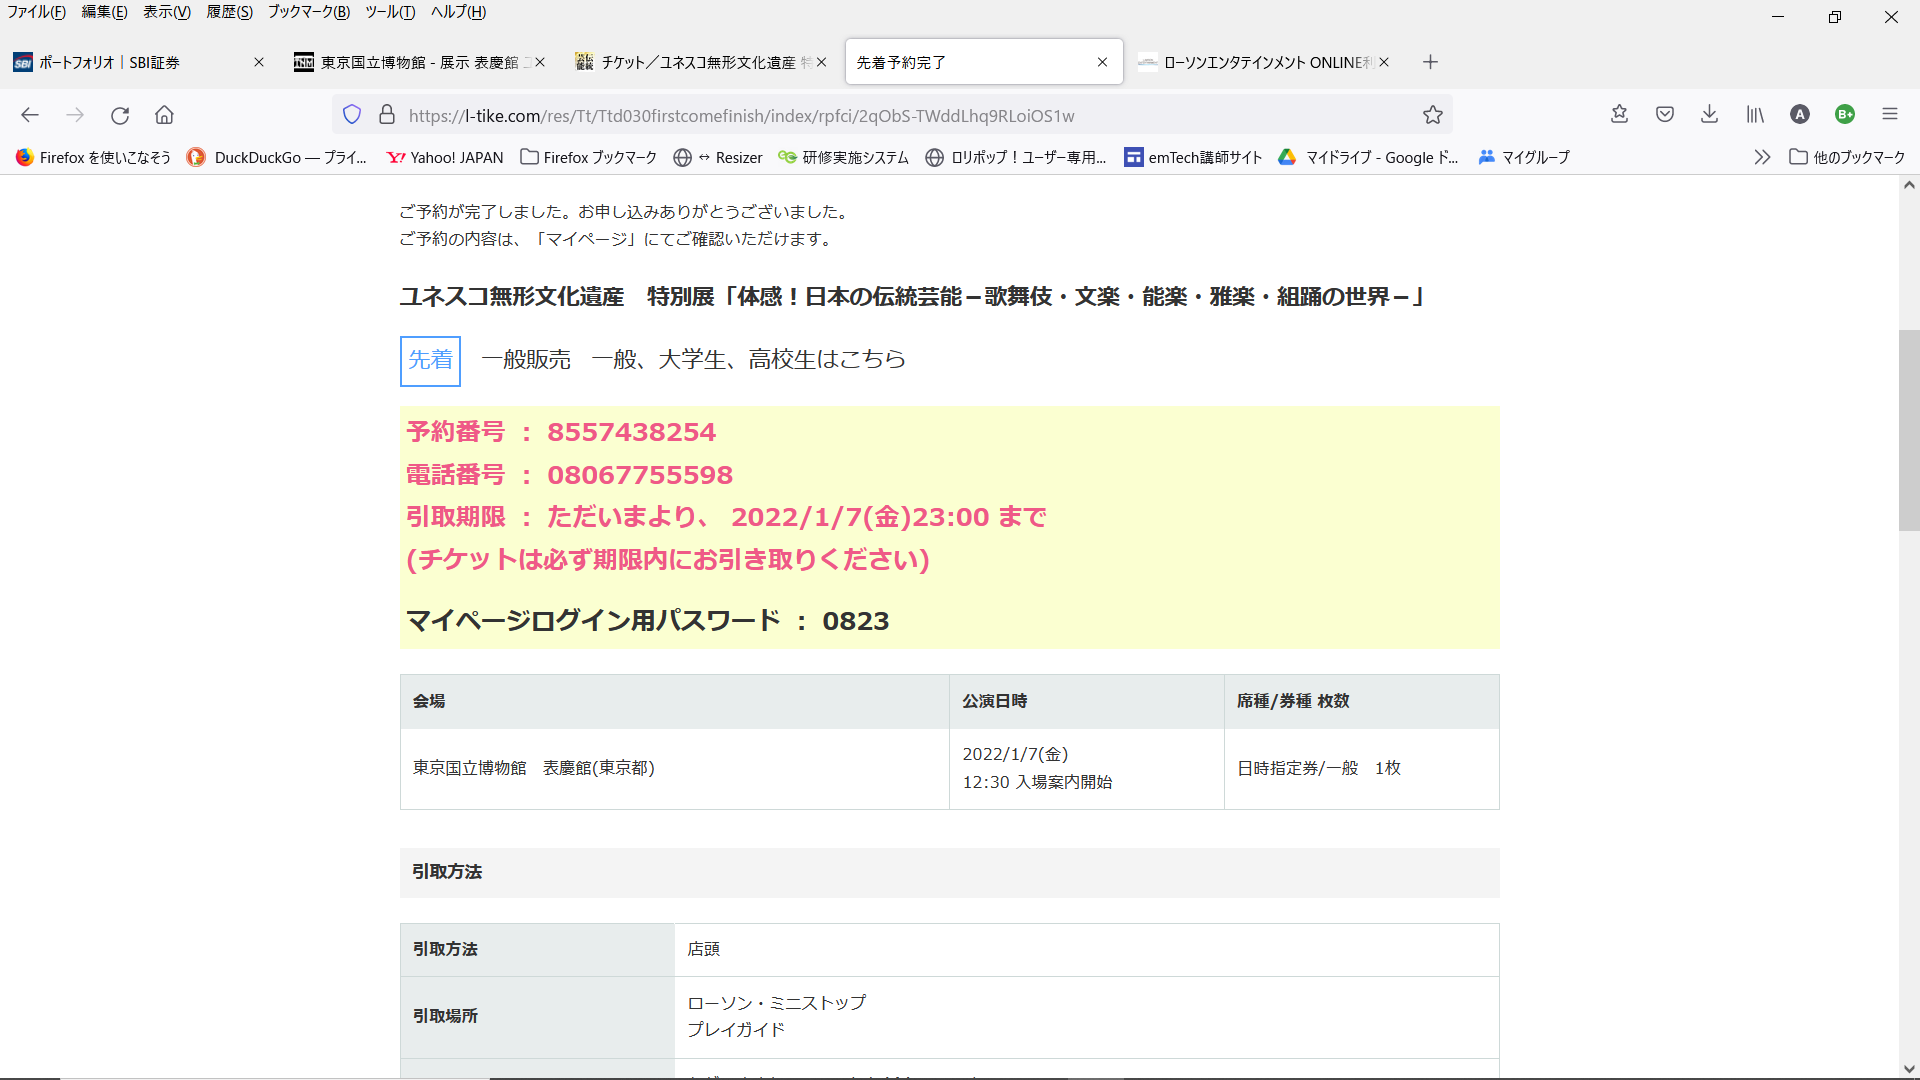 ファイル(F) 編集(E) 表示(V) 履歴(S) ブックマーク(B) ツール(T) ヘルプ(H)
SBI ポートフォリオ｜SBI証券
TNM 東京国立博物館 - 展示 表慶館
チケット／ユネスコ無形文化遺産 特
先着予約完了
ローソンエンタテインメント ONLINE利
https://l-tike.com/res/Tt/Ttd030firstcomefinish/index/rpfci/2qObS-TWddLhq9RLoiOS1w
A B+
Firefox を使いこなそう DuckDuckGo — プライ... Yahoo! JAPAN Firefox ブックマーク ↔ Resizer 研修実施システム ロリポップ！ユーザー専用... emTech講師サイト マイドライブ - Google ド... マイグループ 他のブックマーク
ご予約が完了しました。お申し込みありがとうございました。
ご予約の内容は、「マイページ」にてご確認いただけます。
ユネスコ無形文化遺産　特別展「体感！日本の伝統芸能－歌舞伎・文楽・能楽・雅楽・組踊の世界－」
先着 一般販売　一般、大学生、高校生はこちら
予約番号 ： 8557438254
電話番号 ： 08067755598
引取期限 ： ただいまより、 2022/1/7(金)23:00 まで
(チケットは必ず期限内にお引き取りください)
マイページログイン用パスワード ： 0823
会場 公演日時 席種/券種 枚数
東京国立博物館　表慶館(東京都)
2022/1/7(金)
12:30 入場案内開始
日時指定券/一般　1枚
引取方法
引取方法 店頭
引取場所
ローソン・ミニストップ
プレイガイド